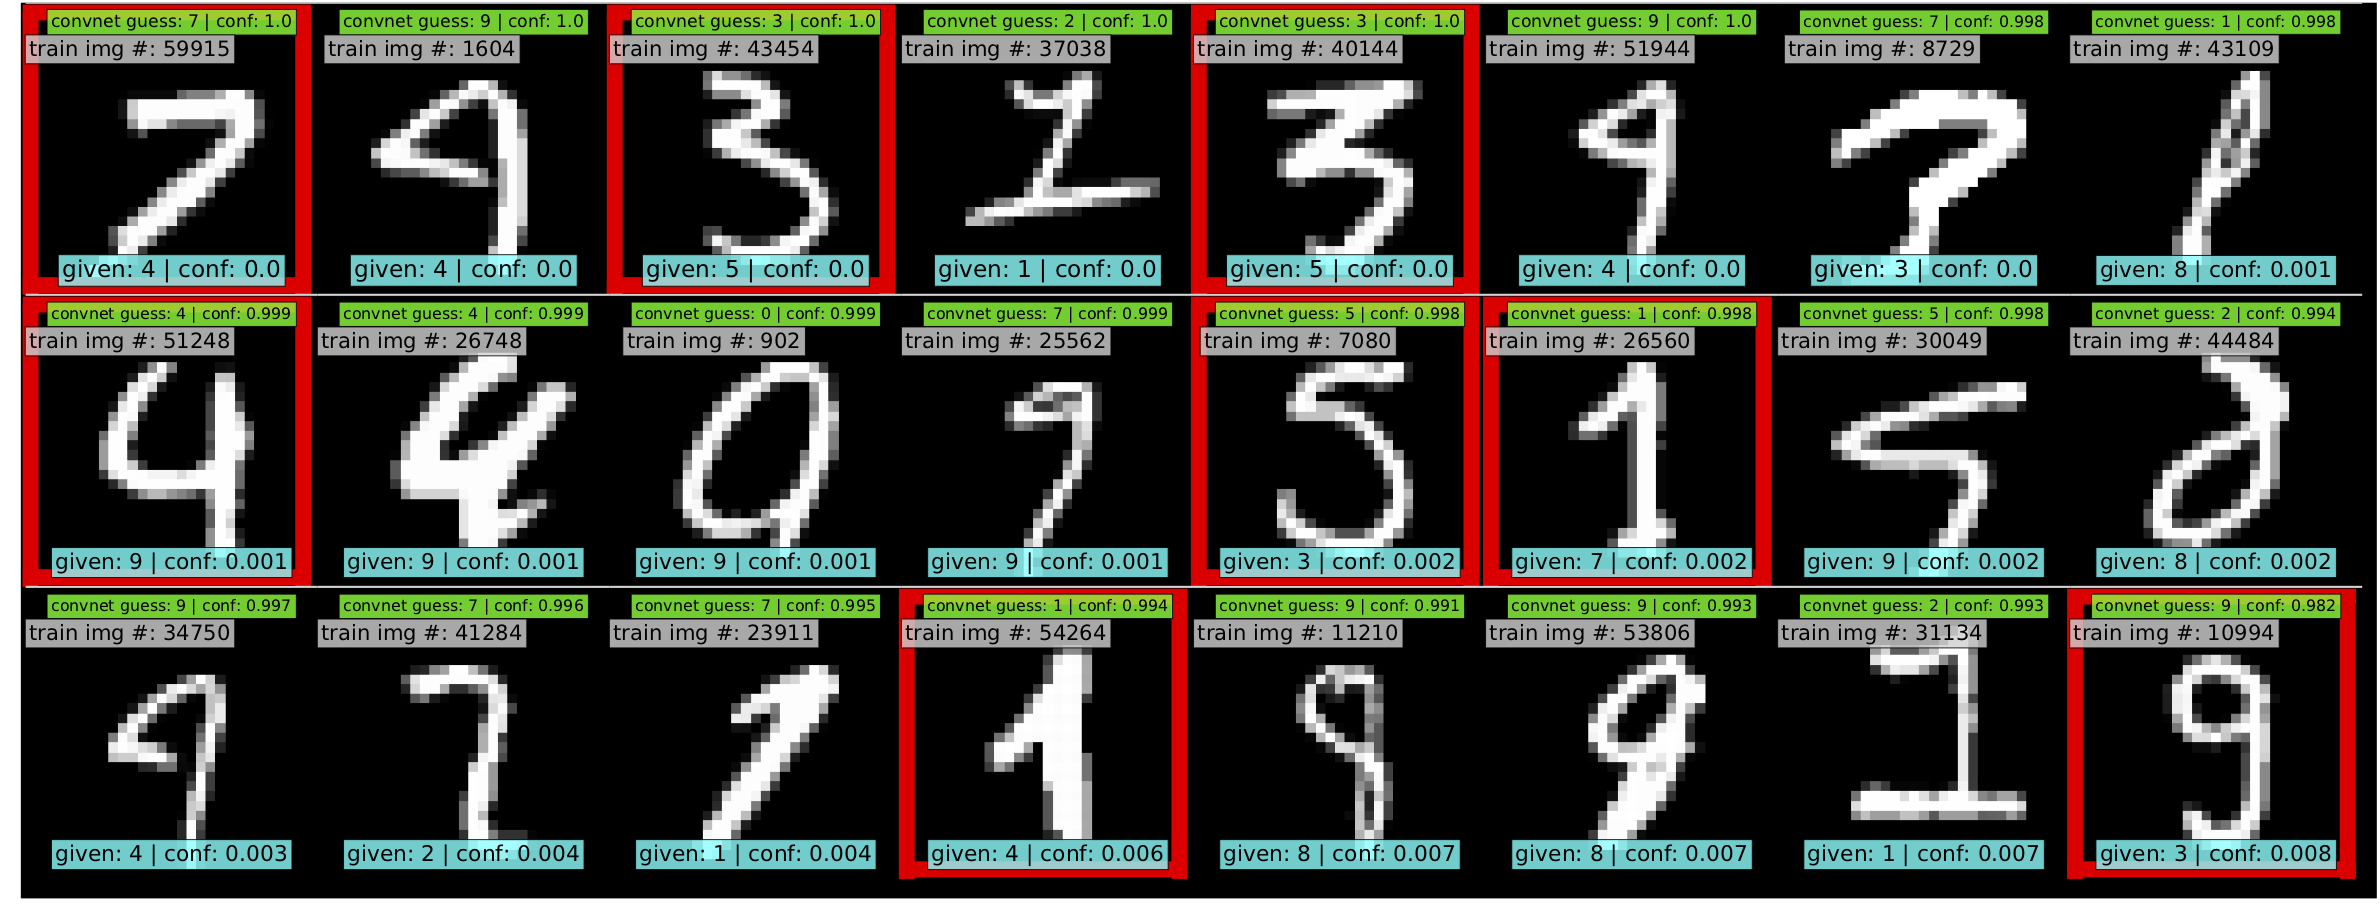 convnet guess: 7 | conf: 1.0
train img #: 59915
given: 4 | conf: 0.0
convnet guess: 9 | conf: 1.0
train img #: 1604
given: 4 | conf: 0.0
convnet guess: 3 | conf: 1.0
train img #: 43454
given: 5 | conf: 0.0
convnet guess: 2 | conf: 1.0
train img #: 37038
given: 1 | conf: 0.0
convnet guess: 3 | conf: 1.0
train img #: 40144
given: 5 | conf: 0.0
convnet guess: 9 | conf: 1.0
train img #: 51944
given: 4 | conf: 0.0
convnet guess: 7 | conf: 0.998
train img #: 8729
given: 3 | conf: 0.0
convnet guess: 1 | conf: 0.998
train img #: 43109
given: 8 | conf: 0.001
convnet guess: 4 | conf: 0.999
train img #: 51248
given: 9 | conf: 0.001
convnet guess: 4 | conf: 0.999
train img #: 26748
given: 9 | conf: 0.001
convnet guess: 0 | conf: 0.999
train img #: 902
given: 9 | conf: 0.001
convnet guess: 7 | conf: 0.999
train img #: 25562
given: 9 | conf: 0.001
convnet guess: 5 | conf: 0.998
train img #: 7080
given: 3 | conf: 0.002
convnet guess: 1 | conf: 0.998
train img #: 26560
given: 7 | conf: 0.002
convnet guess: 5 | conf: 0.998
train img #: 30049
given: 9 | conf: 0.002
convnet guess: 2 | conf: 0.994
train img #: 44484
given: 8 | conf: 0.002
convnet guess: 9 | conf: 0.997
train img #: 34750
given: 4 | conf: 0.003
convnet guess: 7 | conf: 0.996
train img #: 41284
given: 2 | conf: 0.004
convnet guess: 7 | conf: 0.995
train img #: 23911
given: 1 | conf: 0.004
convnet guess: 1 | conf: 0.994
train img #: 54264
given: 4 | conf: 0.006
convnet guess: 9 | conf: 0.991
train img #: 11210
given: 8 | conf: 0.007
convnet guess: 9 | conf: 0.993
train img #: 53806
given: 8 | conf: 0.007
convnet guess: 2 | conf: 0.993
train img #: 31134
given: 1 | conf: 0.007
convnet guess: 9 | conf: 0.982
train img #: 10994
given: 3 | conf: 0.008